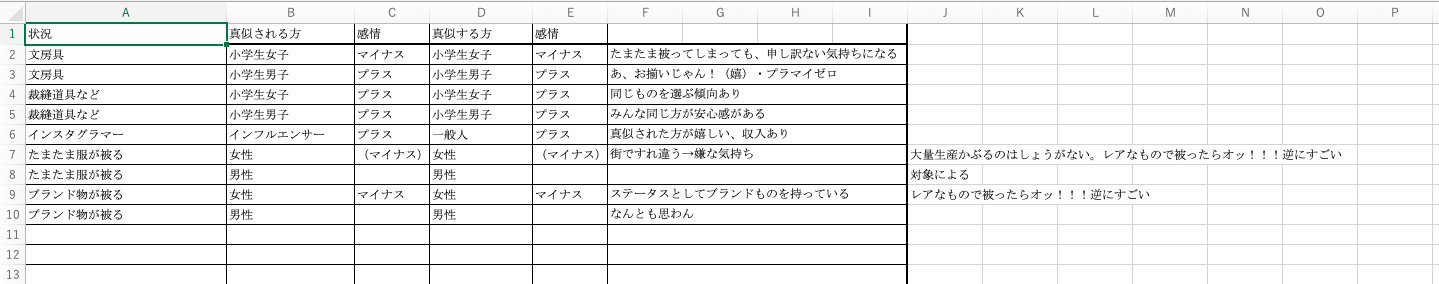 A B C D E F G H I J K L M N O P
1 状況 真似される方 感情 真似する方 感情
2 文房具 小学生女子 マイナス 小学生女子 マイナス たまたま被ってしまっても、申し訳ない気持ちになる
3 文房具 小学生男子 プラス 小学生男子 プラス あ、お揃いじゃん！（嬉）・プラマイゼロ
4 裁縫道具など 小学生女子 プラス 小学生女子 プラス 同じものを選ぶ傾向あり
5 裁縫道具など 小学生男子 プラス 小学生男子 プラス みんな同じ方が安心感がある
6 インスタグラマー インフルエンサー プラス 一般人 プラス 真似された方が嬉しい、収入あり
7 たまたま服が被る 女性 （マイナス） 女性 （マイナス） 街ですれ違う→嫌な気持ち 大量生産かぶるのはしょうがない。レアなもので被ったらオッ！！！逆にすごい
8 たまたま服が被る 男性 男性 対象による
9 ブランド物が被る 女性 マイナス 女性 マイナス ステータスとしてブランドものを持っている レアなもので被ったらオッ！！！逆にすごい
10 ブランド物が被る 男性 男性 なんとも思わん
11
12
13